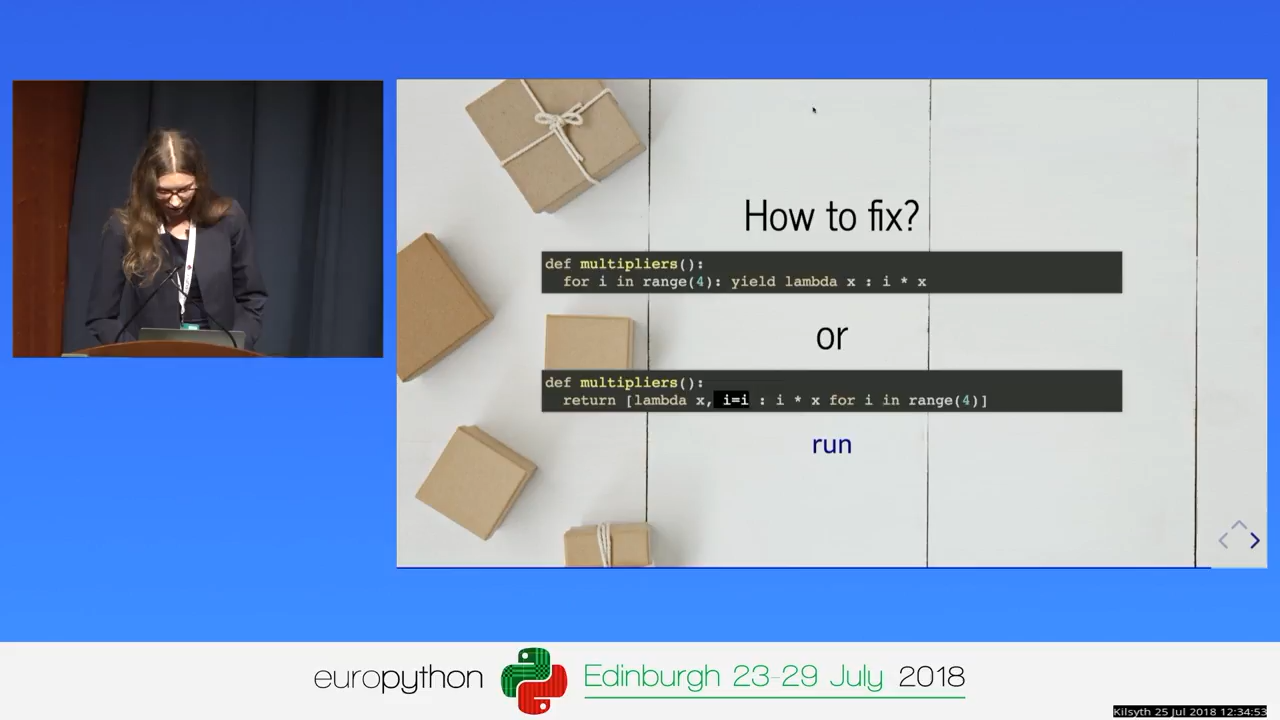 How to fix?
def multipliers():
for i in range(4): yield lambda x : i * x
or
def multipliers():
return [lambda x, i=i : i * x for i in range(4)]
run
europython Edinburgh 23-29 July 2018
Kilsyth 25 Jul 2018 12:34:53